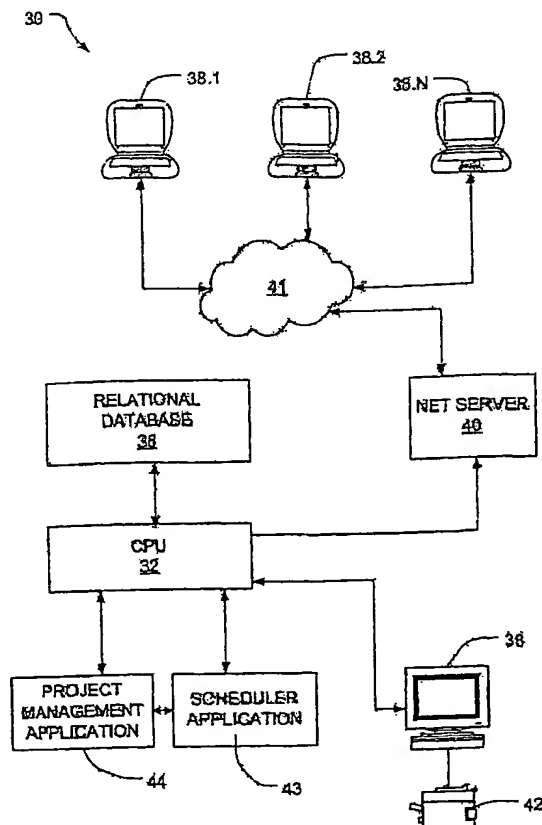 30
38.1
38.2
38.N
41
RELATIONAL
DATABASE
38
NET SERVER
40
CPU
32
36
PROJECT
MANAGEMENT
APPLICATION
SCHEDULER
APPLICATION
44
43
42